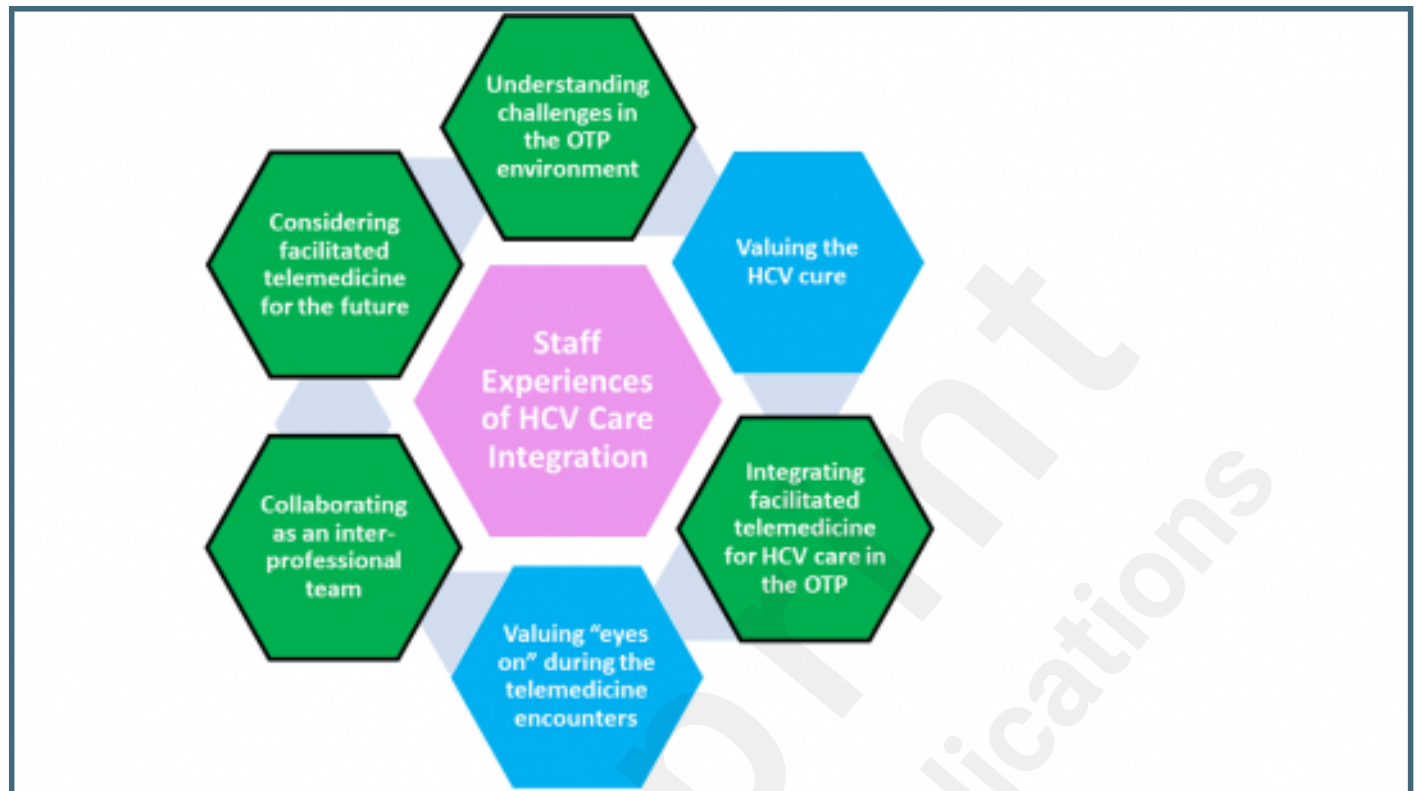 Understanding
challenges in
the OTP
environment
Valuing the
HCV cure
Integrating
facilitated
telemedicine
for HCV care in
the OTP
Valuing “eyes
on” during the
telemedicine
encounters
Collaborating
as an inter-
professional
team
Considering
facilitated
telemedicine
for the future
Staff
Experiences
of HCV Care
Integration